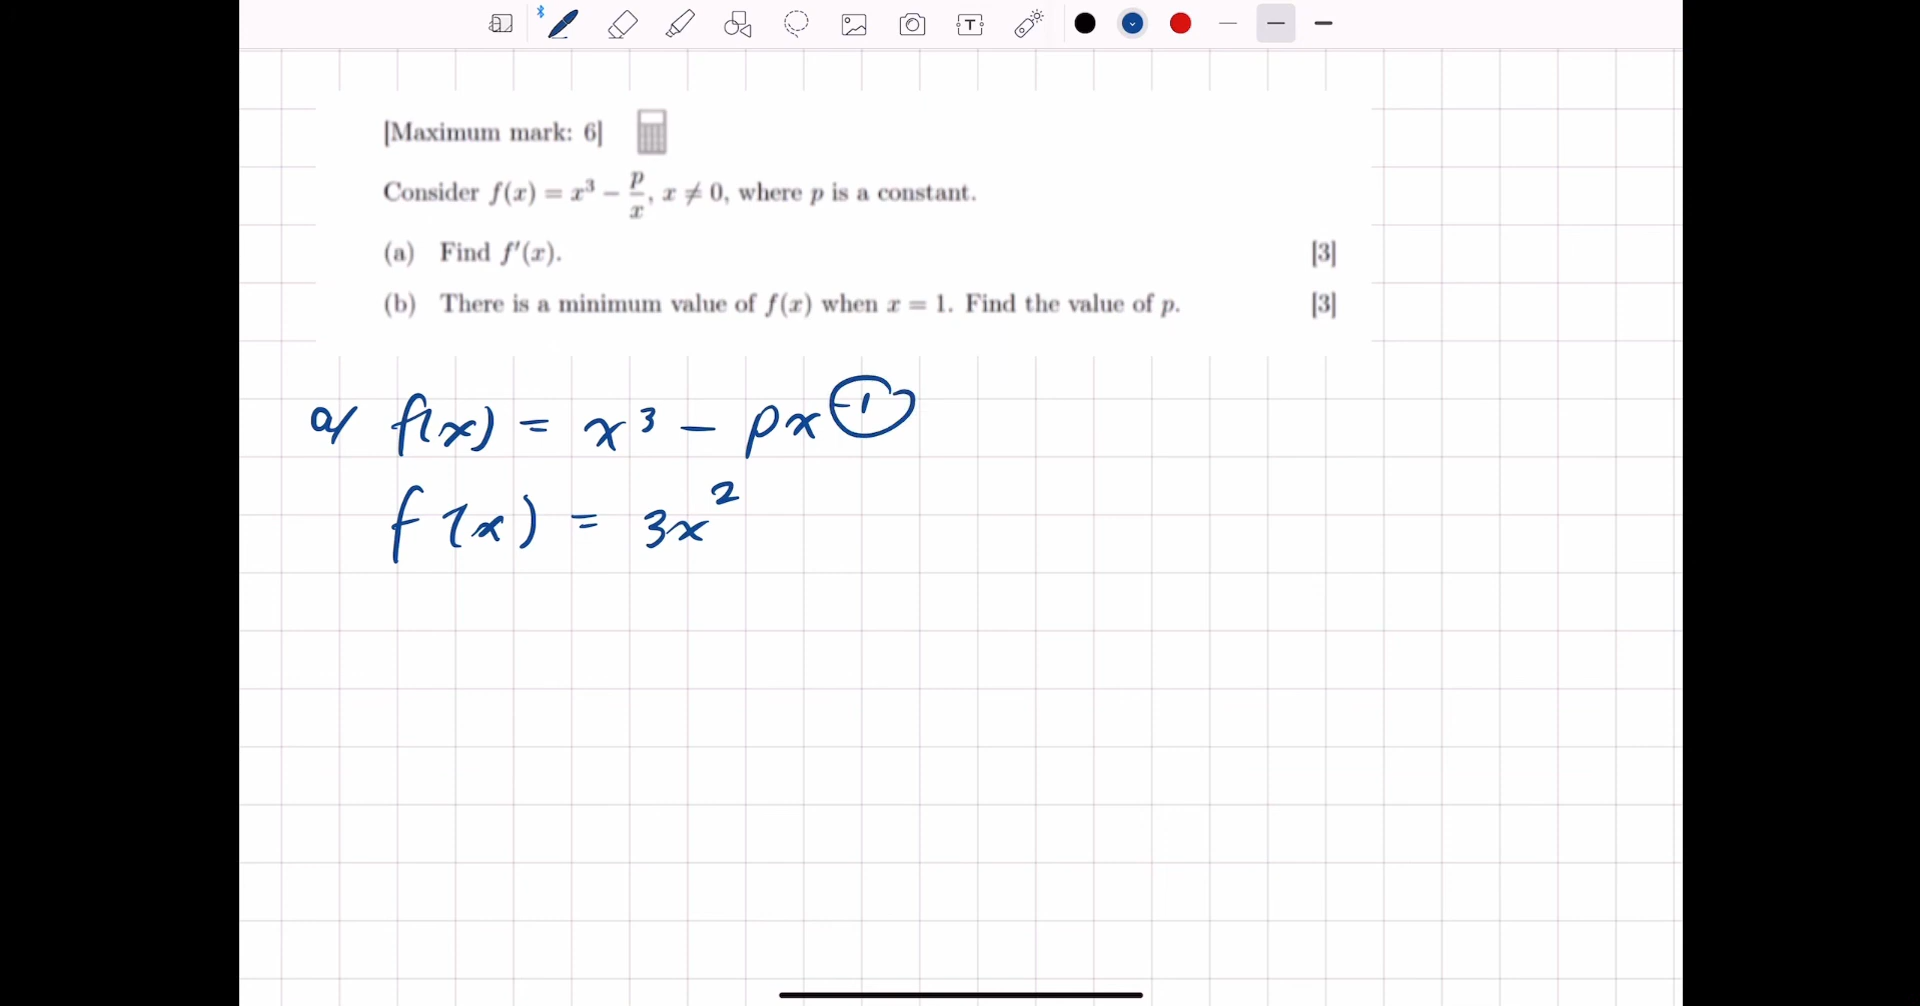 [Maximum mark: 6]
Consider f(x) = x³ − p/x, x ≠ 0, where p is a constant.
(a) Find f′(x). [3]
(b) There is a minimum value of f(x) when x = 1. Find the value of p. [3]
a/ f(x) = x³ − px⁻¹
f'(x) = 3x²